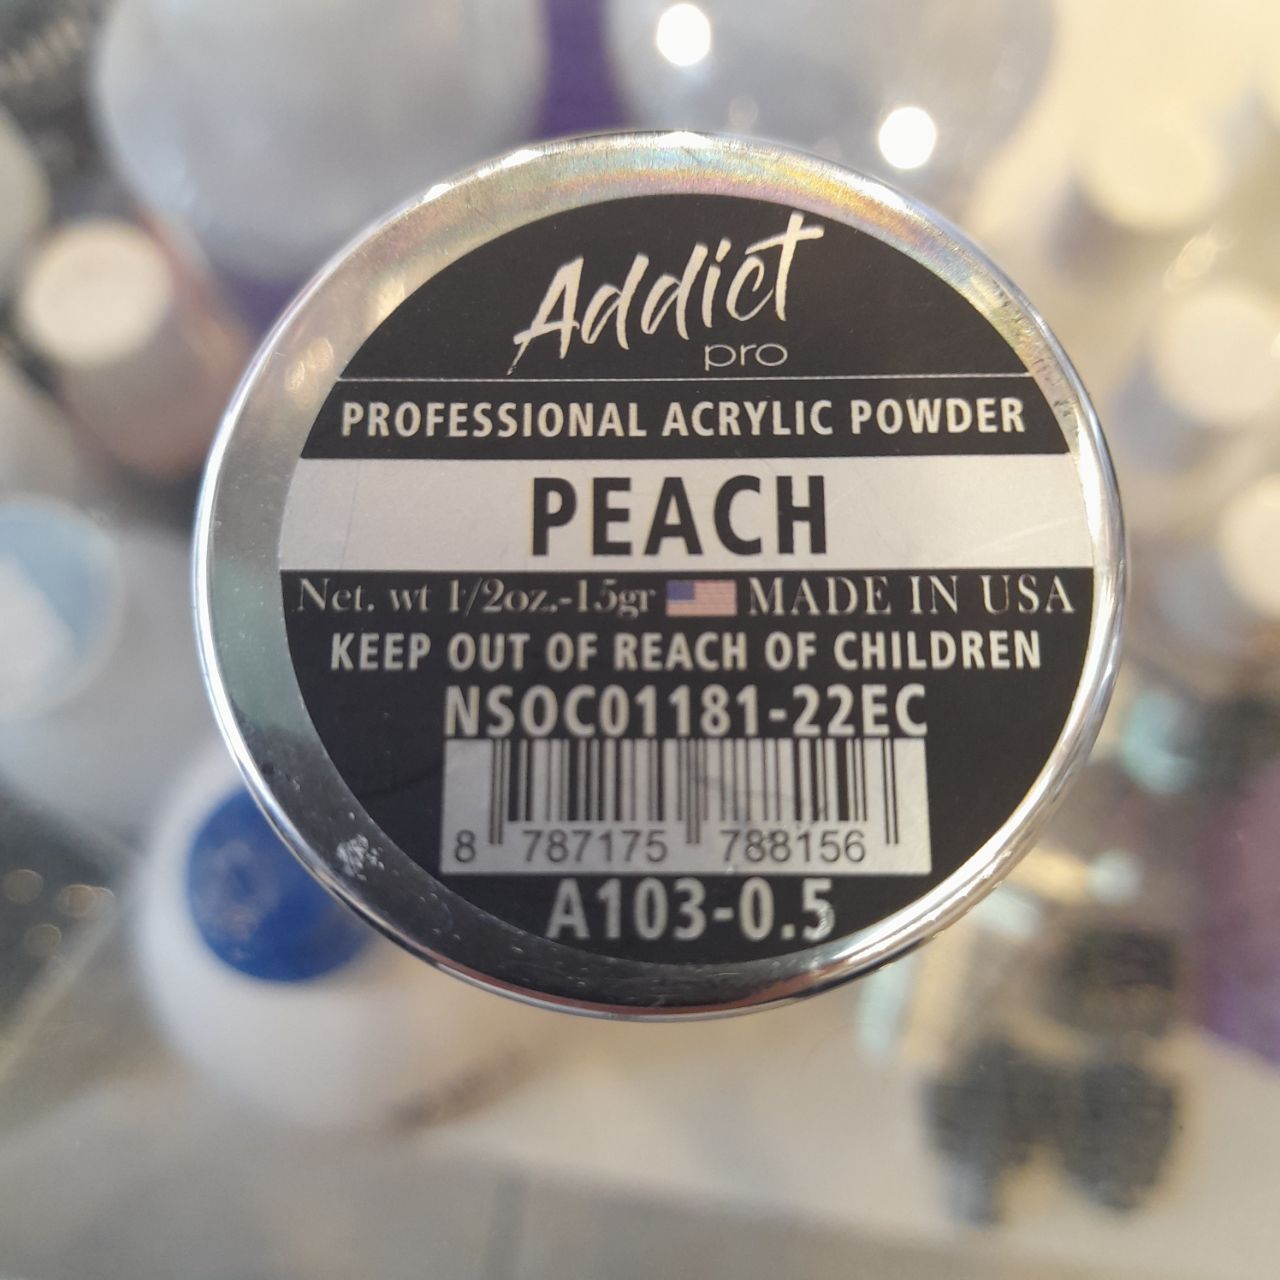 Addict
pro
PROFESSIONAL ACRYLIC POWDER
PEACH
Net. wt 1/2oz.-15gr MADE IN USA
KEEP OUT OF REACH OF CHILDREN
NSOC01181-22EC
8 787175 788156
A103-0.5